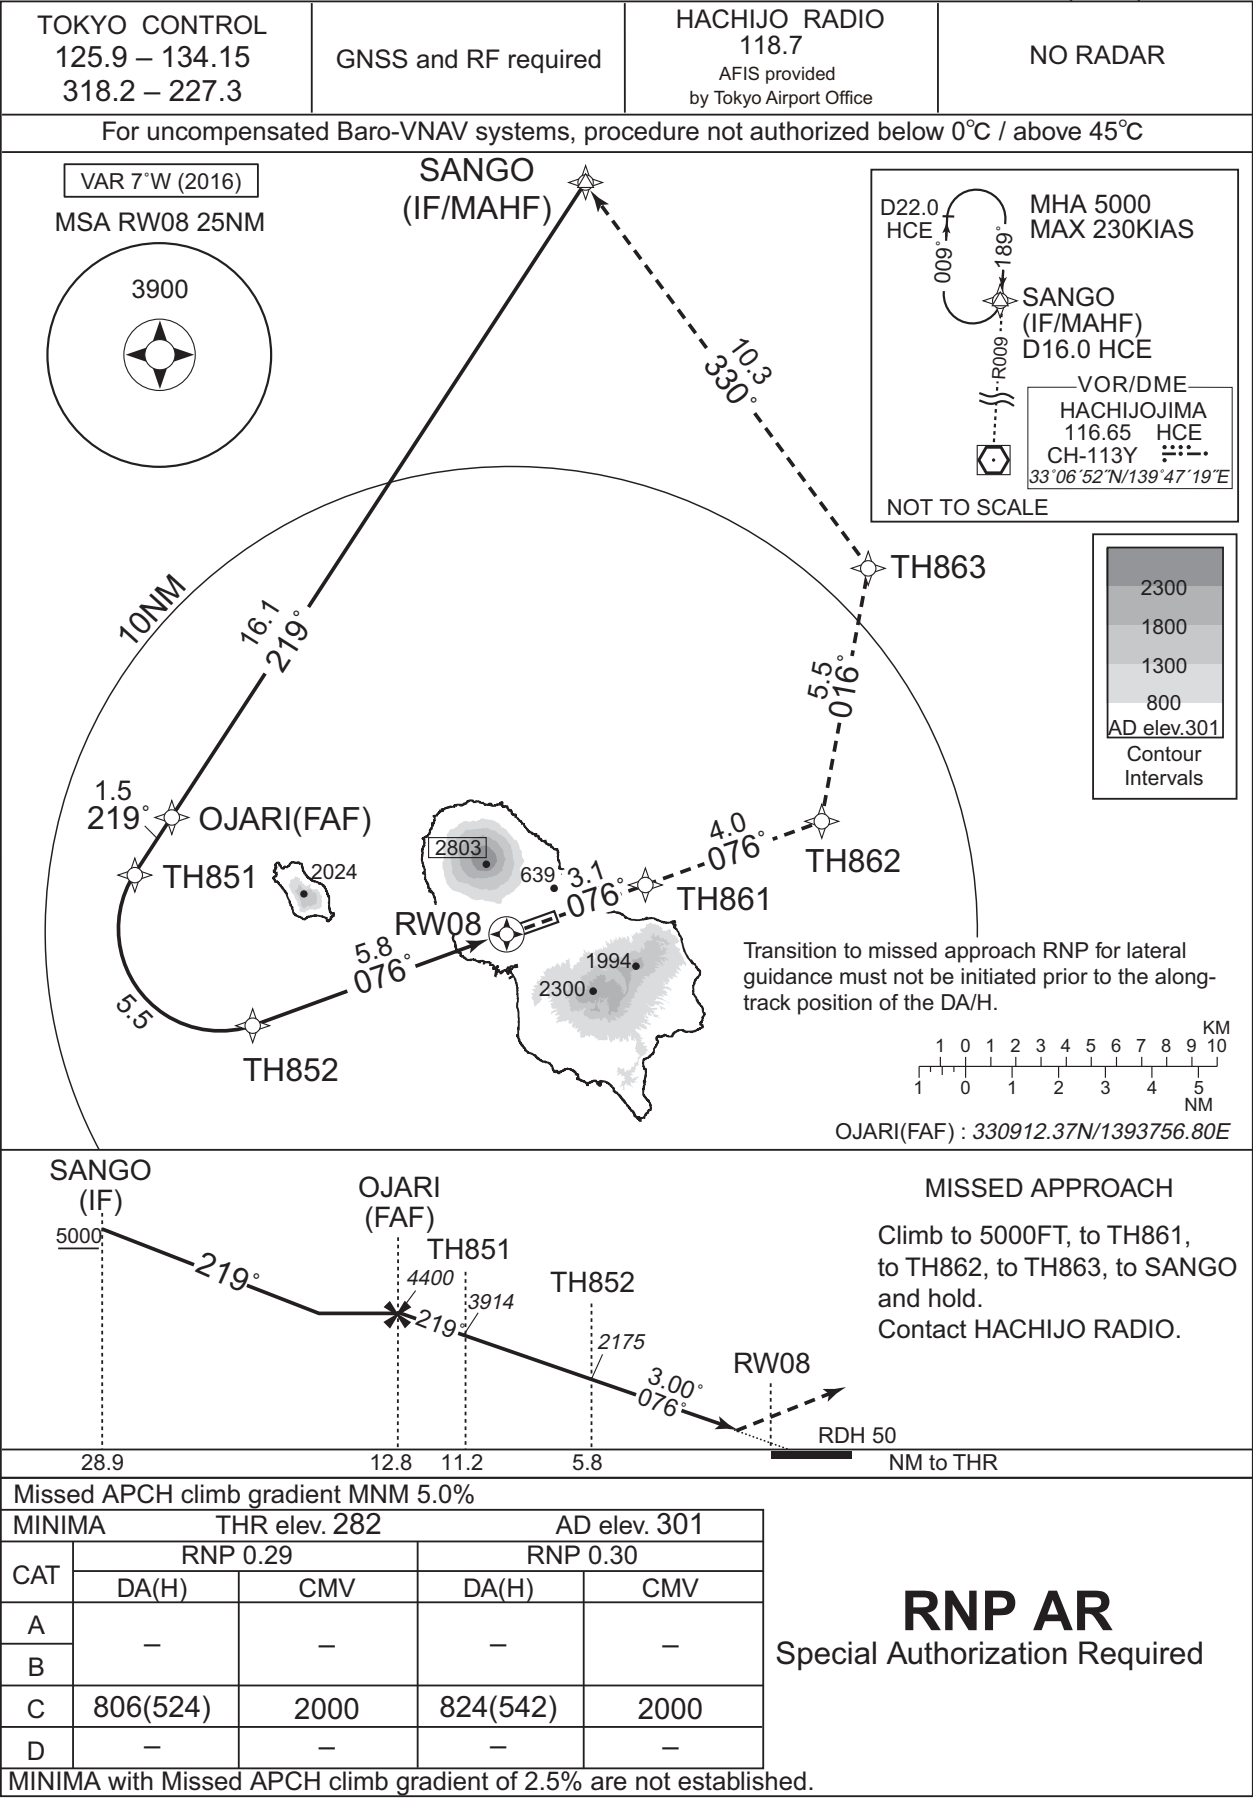 TOKYO CONTROL
125.9 – 134.15
318.2 – 227.3
GNSS and RF required
HACHIJO RADIO
118.7
AFIS provided
by Tokyo Airport Office
NO RADAR
For uncompensated Baro-VNAV systems, procedure not authorized below 0°C / above 45°C
VAR 7°W (2016)
MSA RW08 25NM
3900
SANGO
(IF/MAHF)
D22.0
HCE
009°
189°
MHA 5000
MAX 230KIAS
SANGO
(IF/MAHF)
D16.0 HCE
R009
VOR/DME
HACHIJOJIMA
116.65 HCE
CH-113Y
33°06´52˝N/139°47´19˝E
NOT TO SCALE
10.3
330°
10NM
16.1
219°
TH863
5.5
016°
2300
1800
1300
800
AD elev.301
Contour
Intervals
1.5
219°
OJARI(FAF)
TH851
2024
2803
639
3.1
076°
4.0
076°
TH862
TH861
RW08
5.8
076°
1994
2300
5.5
TH852
Transition to missed approach RNP for lateral
guidance must not be initiated prior to the along-
track position of the DA/H.
KM
1 0 1 2 3 4 5 6 7 8 9 10
1 0 1 2 3 4 5
NM
OJARI(FAF) : 330912.37N/1393756.80E
SANGO
(IF)
5000
219°
OJARI
(FAF)
4400
TH851
219°
3914
TH852
2175
3.00°
076°
RW08
RDH 50
28.9 12.8 11.2 5.8 NM to THR
MISSED APPROACH
Climb to 5000FT, to TH861,
to TH862, to TH863, to SANGO
and hold.
Contact HACHIJO RADIO.
Missed APCH climb gradient MNM 5.0%
MINIMA THR elev. 282 AD elev. 301
CAT RNP 0.29 RNP 0.30
DA(H) CMV DA(H) CMV
A
– – – –
B
C 806(524) 2000 824(542) 2000
D – – – –
MINIMA with Missed APCH climb gradient of 2.5% are not established.
RNP AR
Special Authorization Required